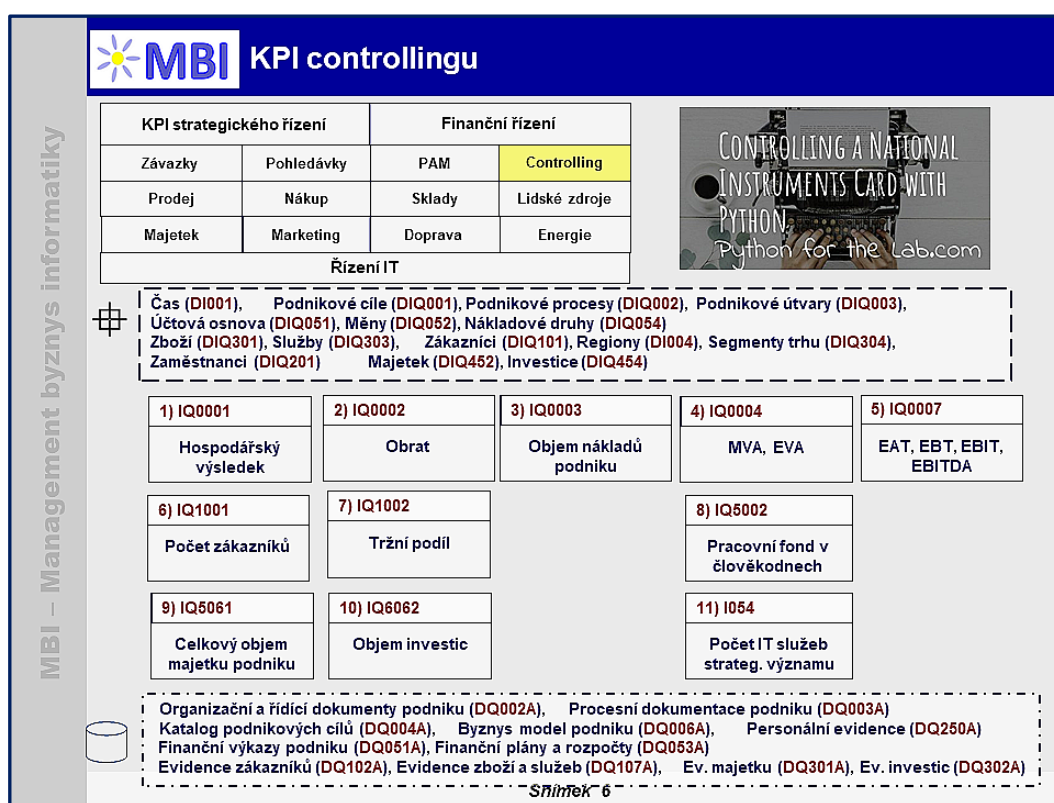 MBI – Management byznys informatiky
MBI
KPI controllingu
KPI strategického řízení Finanční řízení
Závazky Pohledávky PAM Controlling
Prodej Nákup Sklady Lidské zdroje
Majetek Marketing Doprava Energie
Řízení IT
Controlling a National
Instruments Card with
Python
Python for the Lab.com
Čas (DI001), Podnikové cíle (DIQ001), Podnikové procesy (DIQ002), Podnikové útvary (DIQ003),
Účtová osnova (DIQ051), Měny (DIQ052), Nákladové druhy (DIQ054)
Zboží (DIQ301), Služby (DIQ303), Zákazníci (DIQ101), Regiony (DI004), Segmenty trhu (DIQ304),
Zaměstnanci (DIQ201) Majetek (DIQ452), Investice (DIQ454)
1) IQ0001
Hospodářský
výsledek
2) IQ0002
Obrat
3) IQ0003
Objem nákladů
podniku
4) IQ0004
MVA, EVA
5) IQ0007
EAT, EBT, EBIT,
EBITDA
6) IQ1001
Počet zákazníků
7) IQ1002
Tržní podíl
8) IQ5002
Pracovní fond v
člověkodnech
9) IQ5061
Celkový objem
majetku podniku
10) IQ6062
Objem investic
11) I054
Počet IT služeb
strateg. významu
Organizační a řídící dokumenty podniku (DQ002A), Procesní dokumentace podniku (DQ003A)
Katalog podnikových cílů (DQ004A), Byznys model podniku (DQ006A), Personální evidence (DQ250A)
Finanční výkazy podniku (DQ051A), Finanční plány a rozpočty (DQ053A)
Evidence zákazníků (DQ102A), Evidence zboží a služeb (DQ107A), Ev. majetku (DQ301A), Ev. investic (DQ302A)
Snímek 6